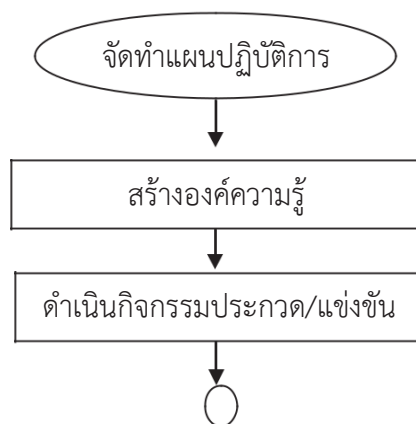 จัดทำแผนปฏิบัติการ
สร้างองค์ความรู้
ดำเนินกิจกรรมประกวด/แข่งขัน